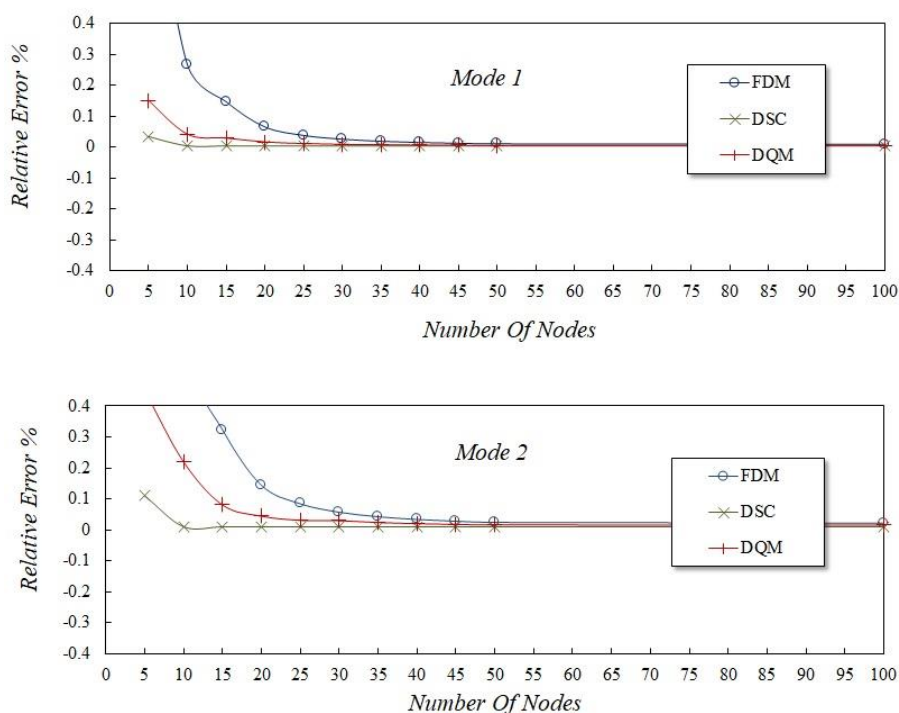 0.4
0.3
0.2
0.1
0
-0.1
-0.2
-0.3
-0.4
Relative Error %
Mode 1
FDM
DSC
DQM
0 5 10 15 20 25 30 35 40 45 50 55 60 65 70 75 80 85 90 95 100
Number Of Nodes
0.4
0.3
0.2
0.1
0
-0.1
-0.2
-0.3
-0.4
Relative Error %
Mode 2
FDM
DSC
DQM
0 5 10 15 20 25 30 35 40 45 50 55 60 65 70 75 80 85 90 95 100
Number Of Nodes